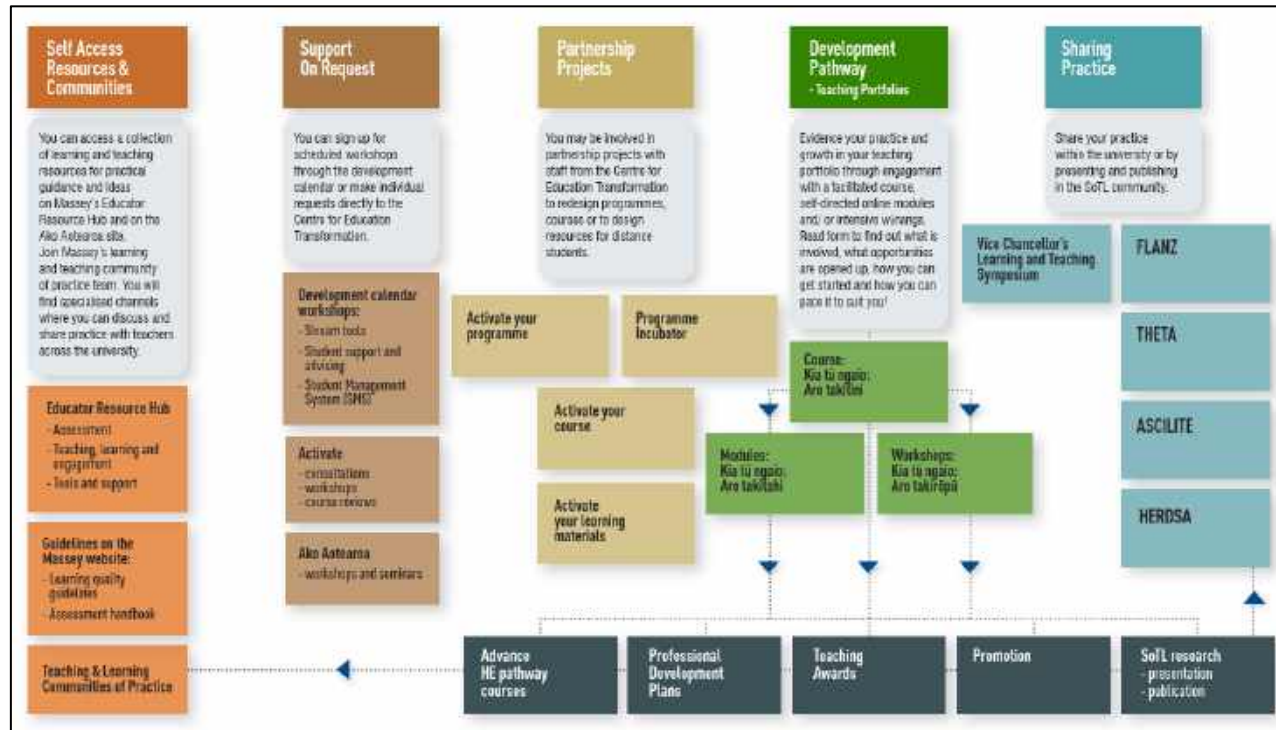 Self Access
Resources &
Communities
You can access a collection
of learning and teaching
resources for practical
guidance and ideas
on Massey's Educator
Resource Hub and on the
Ako Aotearoa site.
Join Massey's learning
and teaching community
of practice team. You will
find specialised channels
where you can discuss and
share practice with teachers
across the university.
Educator Resource Hub
- Assessment
- Teaching, learning and
engagement
- Tools and support
Guidelines on the
Massey website:
- Learning quality
guidelines
- Assessment handbook
Teaching & Learning
Communities of Practice
Support
On Request
You can sign up for
scheduled workshops
through the development
calendar or make individual
requests directly to the
Centre for Education
Transformation.
Development calendar
workshops:
- Stream tools
- Student support and
advising
- Student Management
System (SMS)
Activate
- consultations
- workshops
- course reviews
Ako Aotearoa
- workshops and seminars
Partnership
Projects
You may be involved in
partnership projects with
staff from the Centre for
Education Transformation
to redesign programmes,
courses or to design
resources for distance
students.
Activate your
programme
Programme
Incubator
Activate your
course
Activate
your learning
materials
Development
Pathway
- Teaching Portfolios
Evidence your practice and
growth in your teaching
portfolio through engagement
with a facilitated course,
self-directed online modules
and/ or intensive wānanga.
Read form to find out what is
involved, what opportunities
are opened up, how you can
get started and how you can
pace it to suit you!
Course:
Kia tū ngaio:
Aro takitini
Modules:
Kia tū ngaio:
Aro takitahi
Workshops:
Kia tū ngaio:
Aro takirōpū
Sharing
Practice
Share your practice
within the university or by
presenting and publishing
in the SoTL community.
Vice Chancellor's
Learning and Teaching
Symposium
FLANZ
THETA
ASCILITE
HERDSA
Advance
HE pathway
courses
Professional
Development
Plans
Teaching
Awards
Promotion
SoTL research
- presentation
- publication